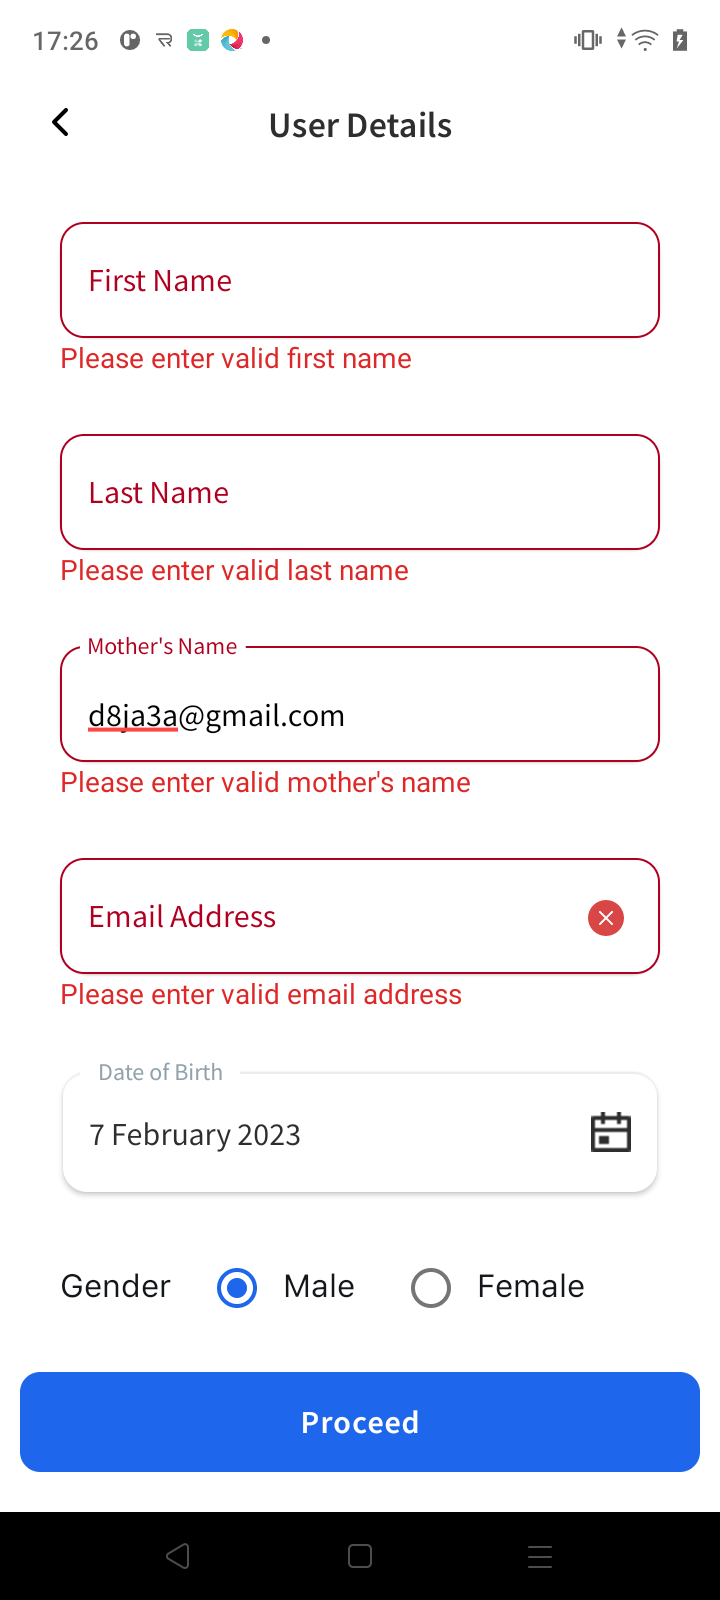 17:26
User Details
First Name
Please enter valid first name
Last Name
Please enter valid last name
Mother's Name
d8ja3a@gmail.com
Please enter valid mother's name
Email Address
Please enter valid email address
Date of Birth
7 February 2023
Gender Male Female
Proceed